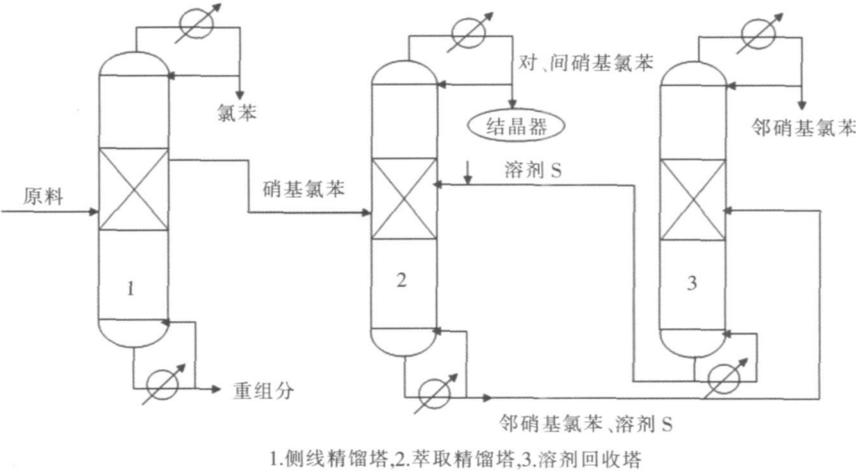 氯苯
对、间硝基氯苯
结晶器
邻硝基氯苯
原料
硝基氯苯
溶剂 S
1
2
3
重组分
邻硝基氯苯、溶剂 S
1.侧线精馏塔,2.萃取精馏塔,3.溶剂回收塔